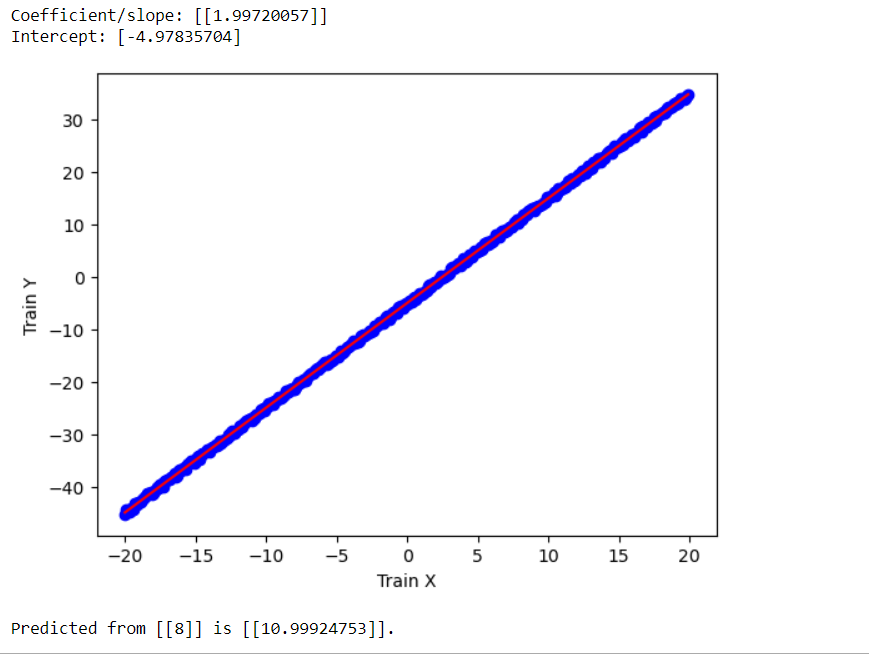 Coefficient/slope: [[1.99720057]]
Intercept: [-4.97835704]
30
20
10
0
−10
−20
−30
−40
Train Y
−20 −15 −10 −5 0 5 10 15 20
Train X
Predicted from [[8]] is [[10.99924753]].